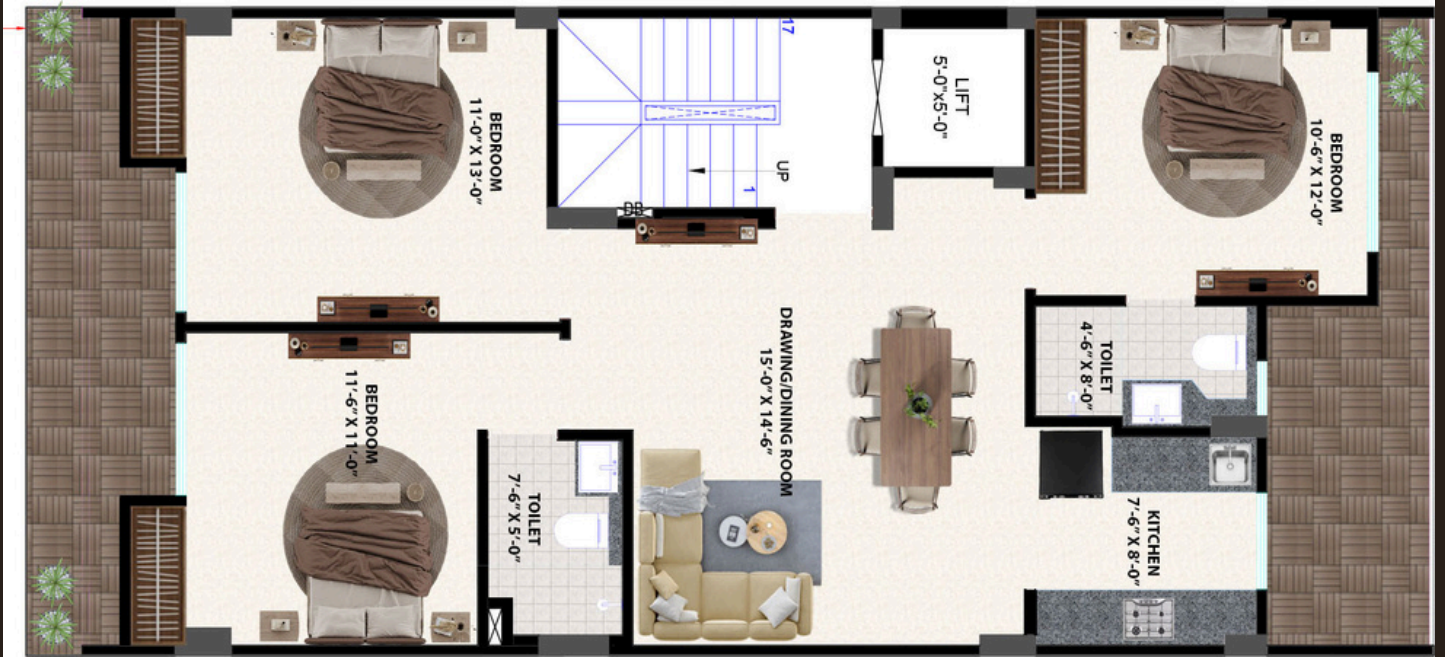 BEDROOM
11'-0" X 13'-0"
17
UP
1
DB
LIFT
5'-0"x5'-0"
BEDROOM
10'-6" X 12'-0"
BEDROOM
11'-6" X 11'-0"
TOILET
7'-6" X 5'-0"
DRAWING/DINING ROOM
15'-0" X 14'-6"
TOILET
4'-6" X 8'-0"
KITCHEN
7'-6" X 8'-0"